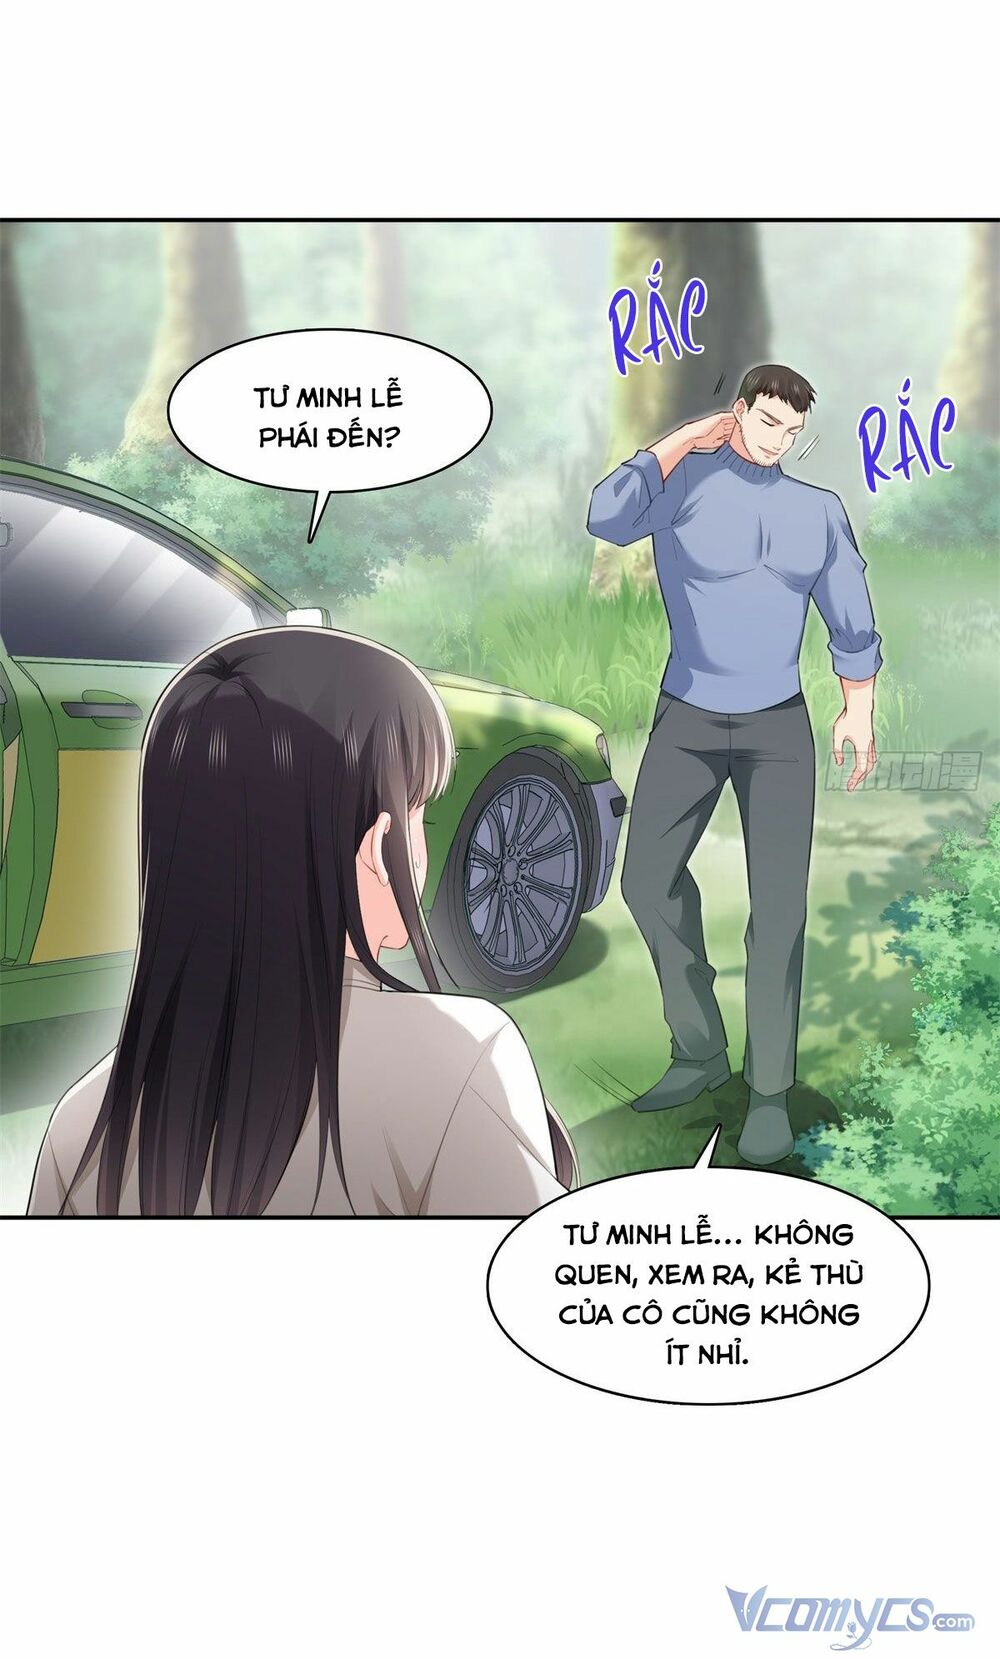 RẮC
TƯ MINH LỄ
PHÁI ĐẾN?
RẮC
TƯ MINH LỄ... KHÔNG
QUEN, XEM RA, KẺ THÙ
CỦA CÔ CŨNG KHÔNG
ÍT NHỈ.
VCOMYCS.com